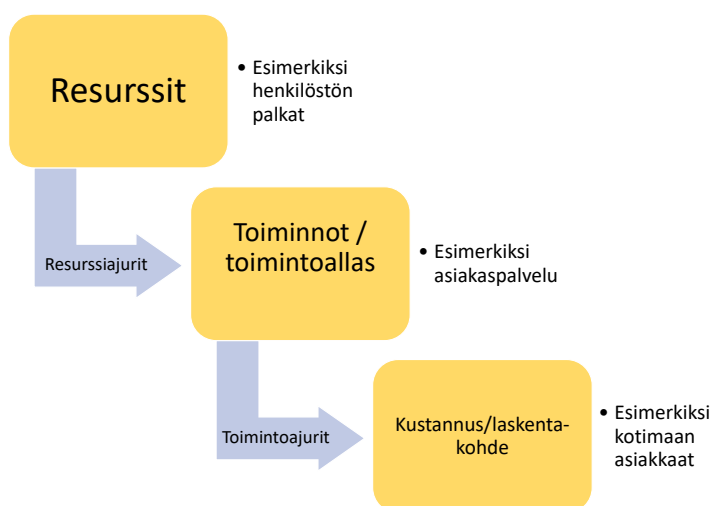 Resurssit
• Esimerkiksi
henkilöstön
palkat
Resurssiajurit
Toiminnot /
toimintoallas
• Esimerkiksi
asiakaspalvelu
Toimintoajurit
Kustannus/laskenta-
kohde
• Esimerkiksi
kotimaan
asiakkaat